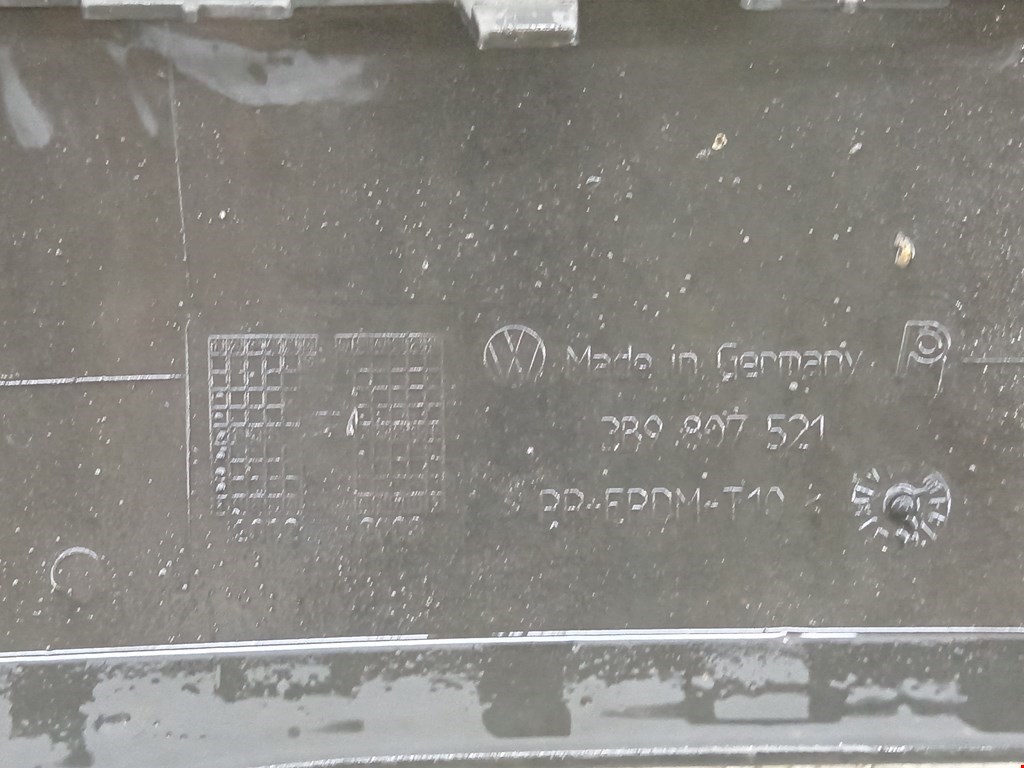 Made in Germany
3B9 807 521
PP-EPDM-T10